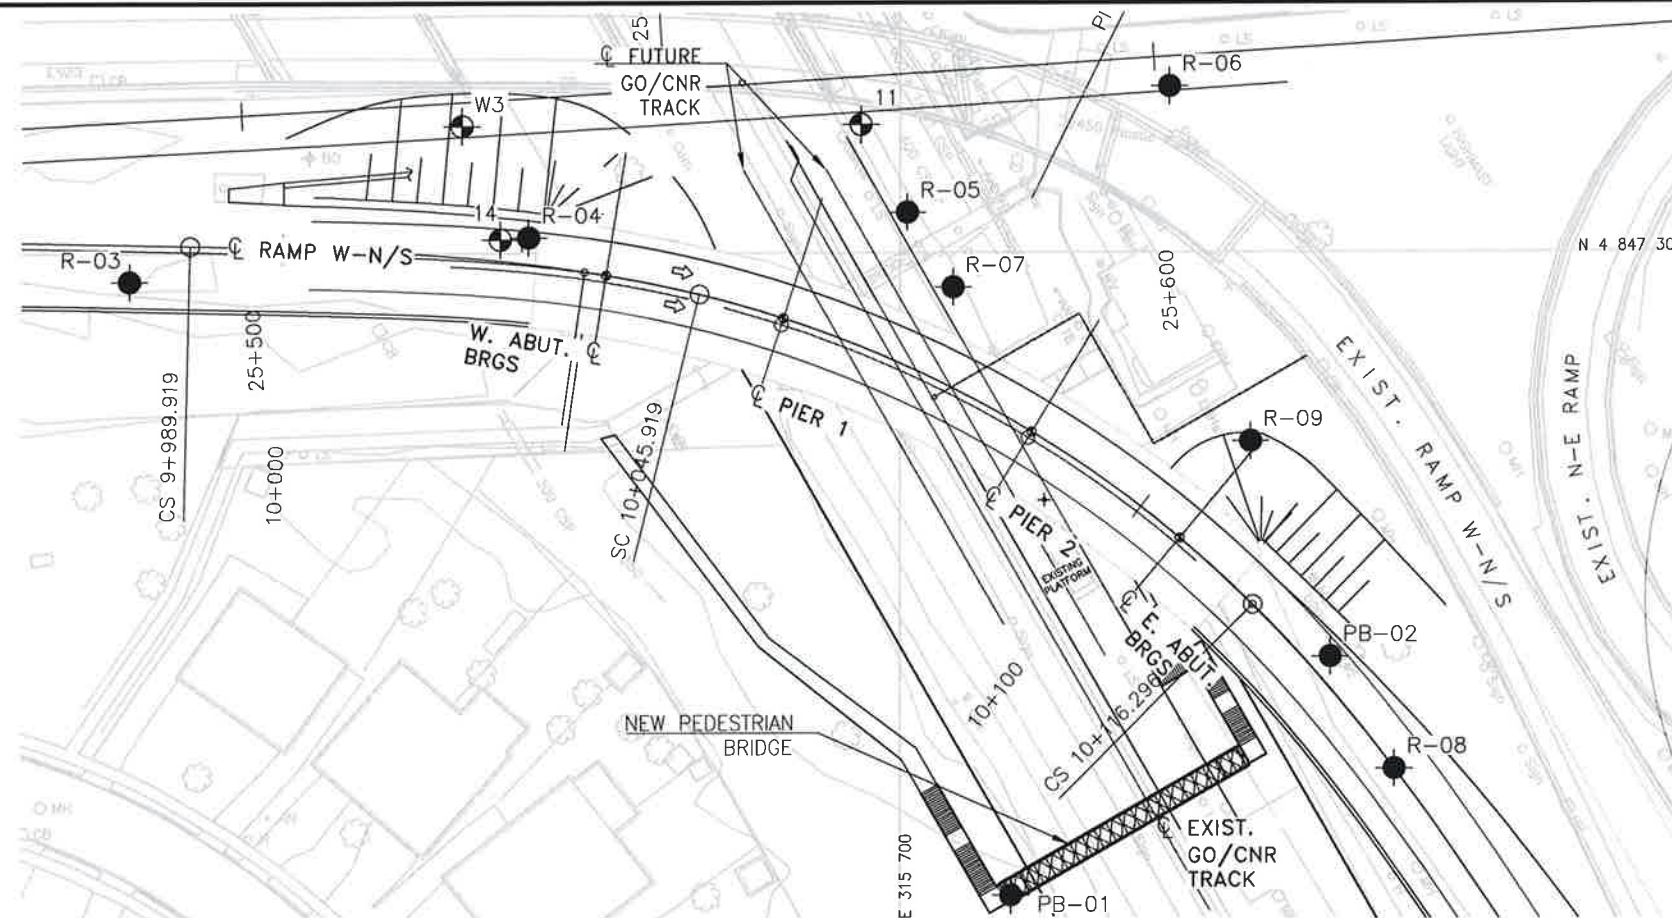 25
℄ FUTURE
GO/CNR
TRACK
PI
R-06
W3
11
R-05
14
R-04
R-03
℄ RAMP W-N/S
R-07
N 4 847 30
25+600
25+500
W. ABUT. ℄
BRGS
CS 9+989.919
10+000
SC 10+045.919
℄ PIER 1
℄ PIER 2
EXISTING
PLATFORM
R-09
EXIST. RAMP W-N/S
EXIST. N-E RAMP
℄ E. ABUT.
BRGS
PB-02
10+100
CS 10+116.296
NEW PEDESTRIAN
BRIDGE
R-08
℄ EXIST.
GO/CNR
TRACK
E 315 700
PB-01